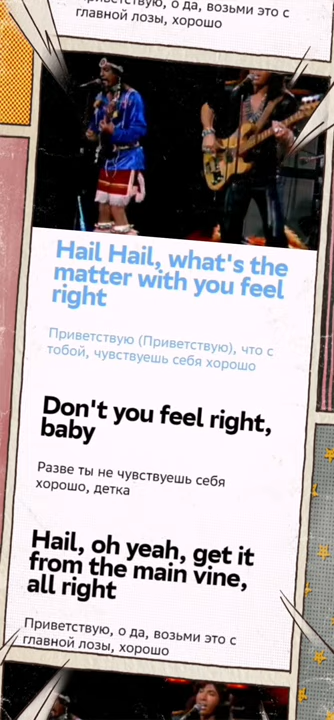 приветствую, о да, возьми это с
главной лозы, хорошо
Hail Hail, what's the
matter with you feel
right
Приветствую (Приветствую), что с
тобой, чувствуешь себя хорошо
Don't you feel right,
baby
Разве ты не чувствуешь себя
хорошо, детка
Hail, oh yeah, get it
from the main vine,
all right
Приветствую, о да, возьми это с
главной лозы, хорошо